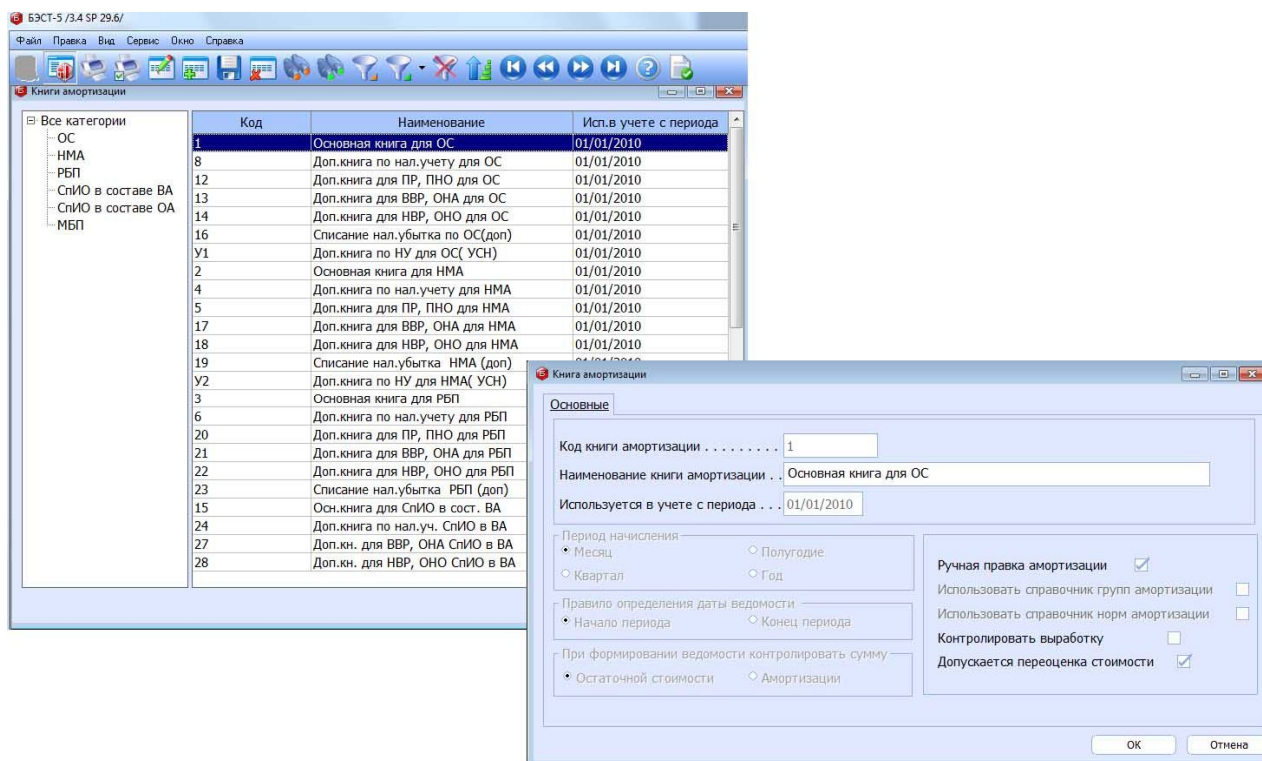 БЭСТ-5 /3.4 SP 29.6/
Файл Правка Вид Сервис Окно Справка
Книги амортизации
Все категории
ОС
НМА
РБП
СпИО в составе ВА
СпИО в составе ОА
МБП
Код Наименование Исп.в учете с периода
1 Основная книга для ОС 01/01/2010
8 Доп.книга по нал.учету для ОС 01/01/2010
12 Доп.книга для ПР, ПНО для ОС 01/01/2010
13 Доп.книга для ВВР, ОНА для ОС 01/01/2010
14 Доп.книга для НВР, ОНО для ОС 01/01/2010
16 Списание нал.убытка по ОС(доп) 01/01/2010
У1 Доп.книга по НУ для ОС( УСН) 01/01/2010
2 Основная книга для НМА 01/01/2010
4 Доп.книга по нал.учету для НМА 01/01/2010
5 Доп.книга для ПР, ПНО для НМА 01/01/2010
17 Доп.книга для ВВР, ОНА для НМА 01/01/2010
18 Доп.книга для НВР, ОНО для НМА 01/01/2010
19 Списание нал.убытка НМА (доп)
У2 Доп.книга по НУ для НМА( УСН)
3 Основная книга для РБП
6 Доп.книга по нал.учету для РБП
20 Доп.книга для ПР, ПНО для РБП
21 Доп.книга для ВВР, ОНА для РБП
22 Доп.книга для НВР, ОНО для РБП
23 Списание нал.убытка РБП (доп)
15 Осн.книга для СпИО в сост. ВА
24 Доп.книга по нал.уч. СпИО в ВА
27 Доп.кн. для ВВР, ОНА СпИО в ВА
28 Доп.кн. для НВР, ОНО СпИО в ВА
Книга амортизации
Основные
Код книги амортизации . . . . . . . . . 1
Наименование книги амортизации . . Основная книга для ОС
Используется в учете с периода . . . 01/01/2010
Период начисления
Месяц Полугодие
Квартал Год
Правило определения даты ведомости
Начало периода Конец периода
При формировании ведомости контролировать сумму
Остаточной стоимости Амортизации
Ручная правка амортизации
Использовать справочник групп амортизации
Использовать справочник норм амортизации
Контролировать выработку
Допускается переоценка стоимости
ОК Отмена